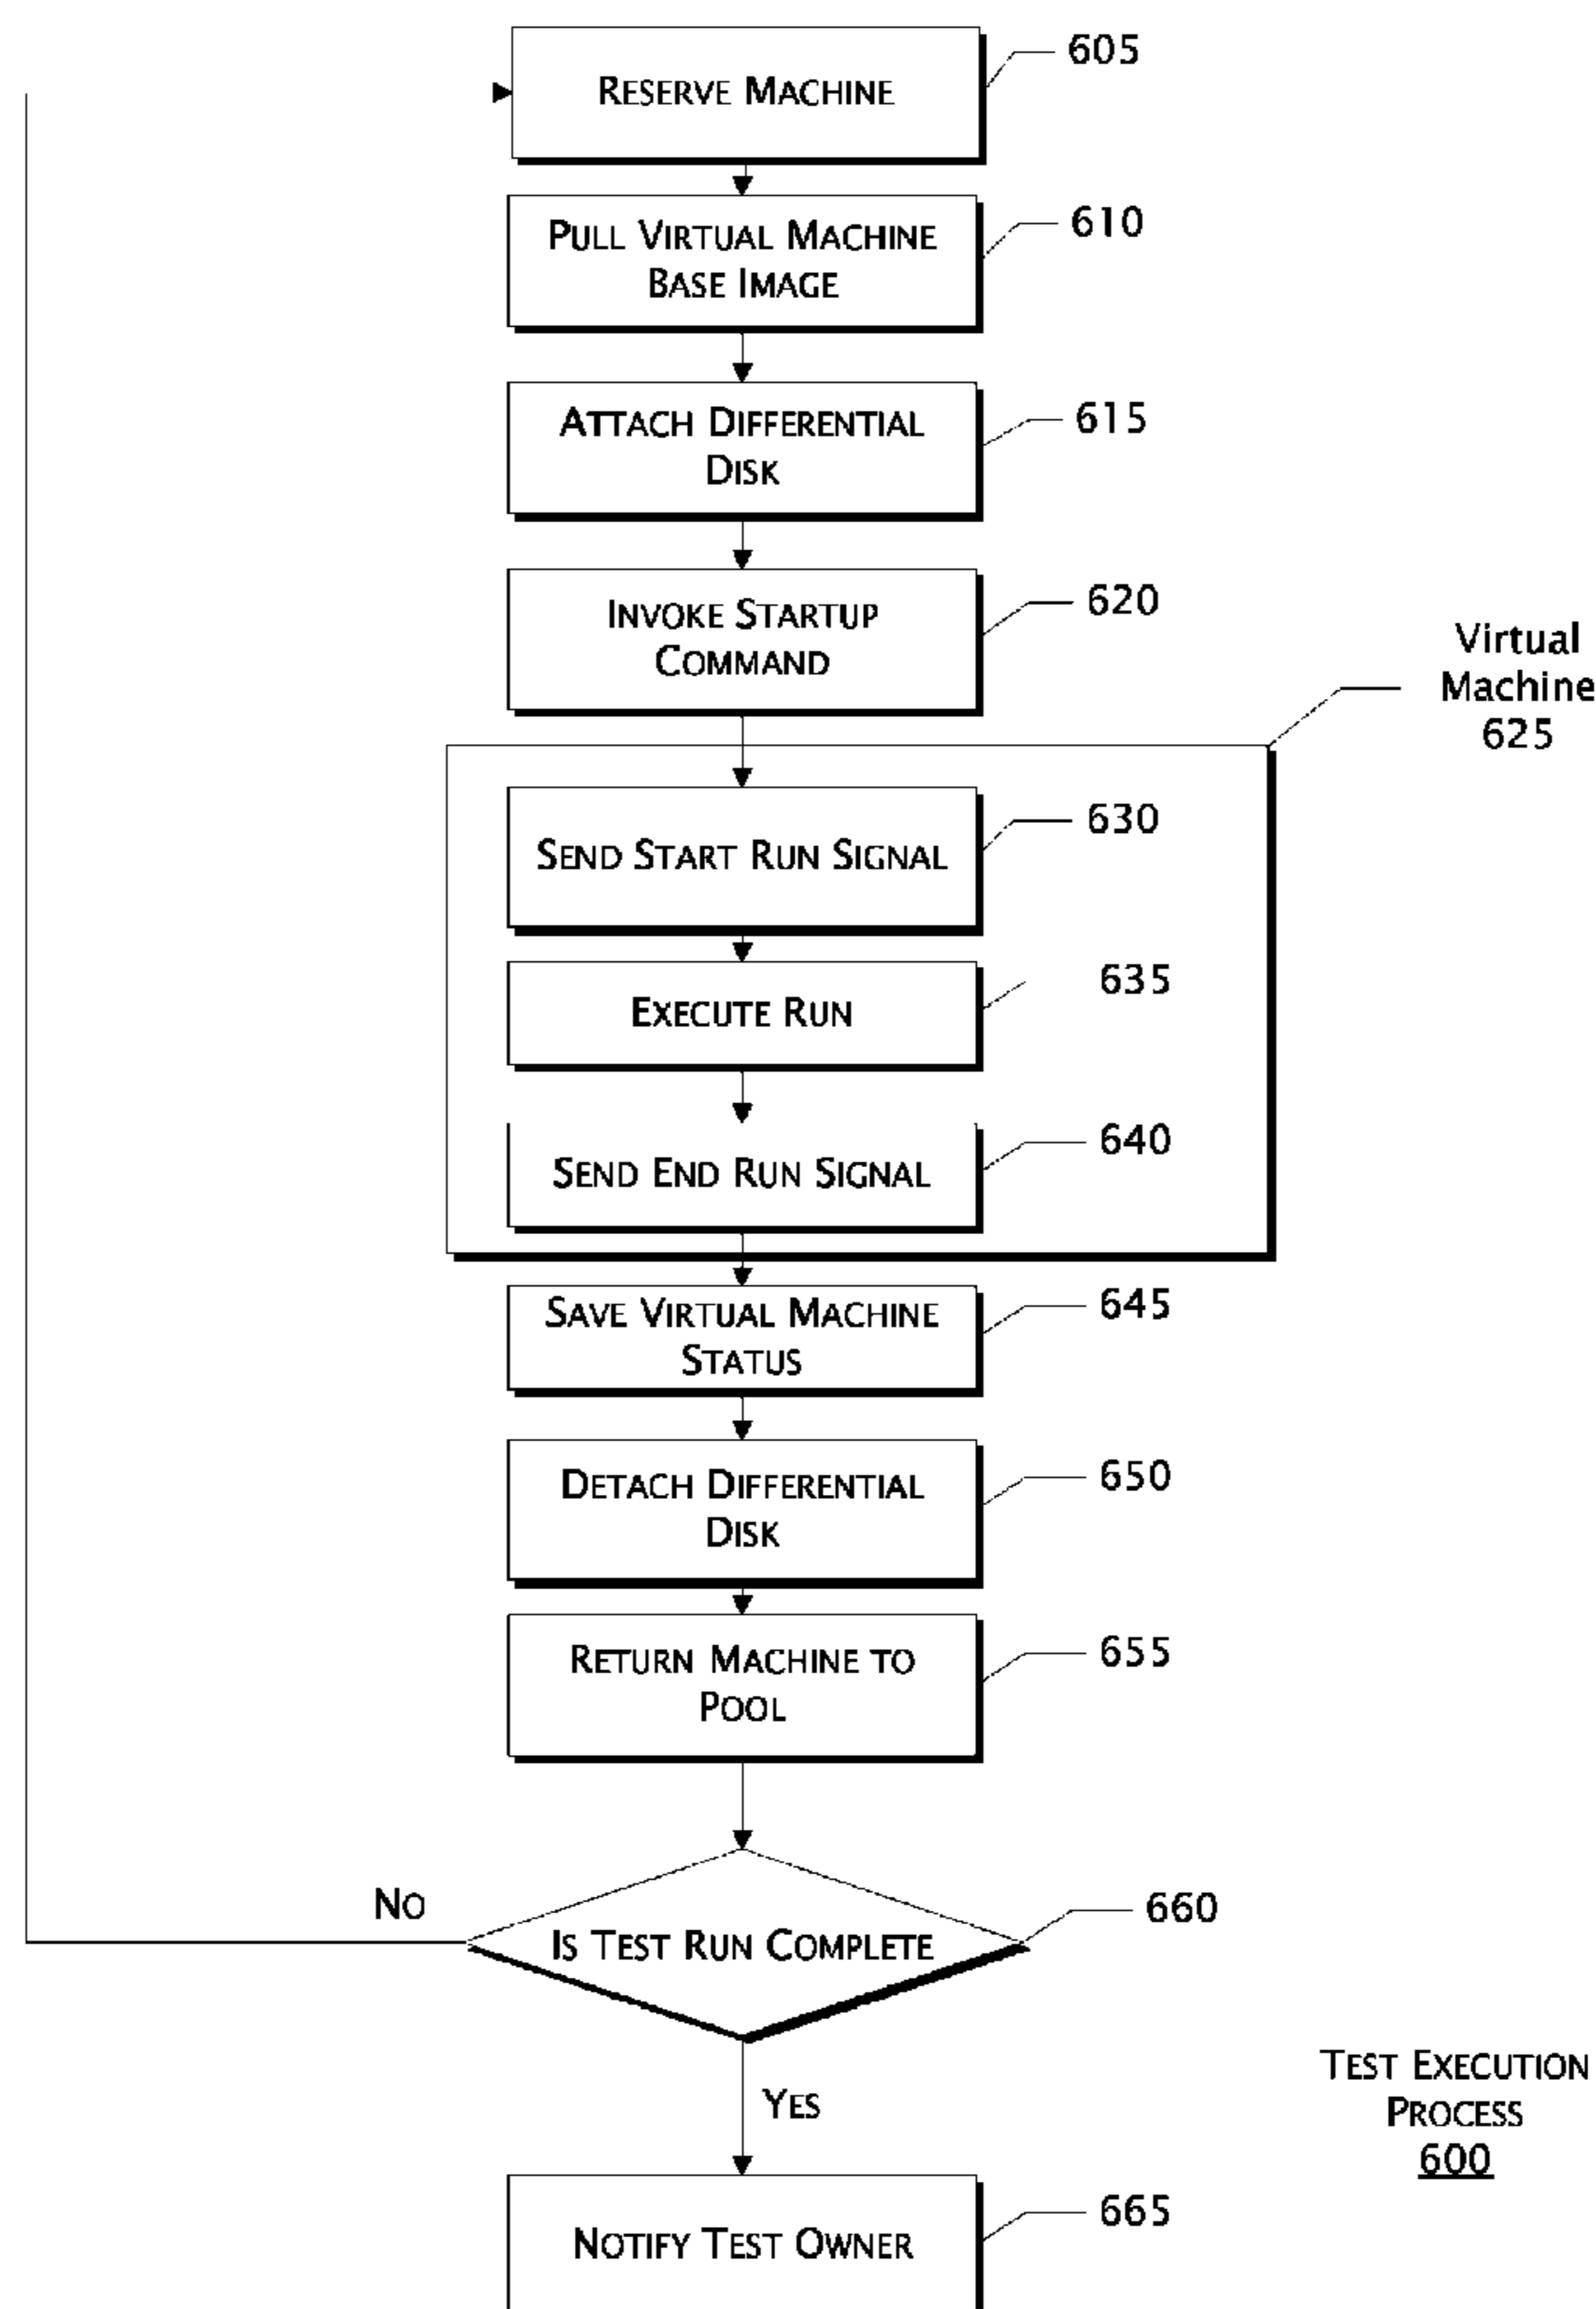 RESERVE MACHINE
605
PULL VIRTUAL MACHINE
BASE IMAGE
610
ATTACH DIFFERENTIAL
DISK
615
INVOKE STARTUP
COMMAND
620
Virtual
Machine
625
SEND START RUN SIGNAL
630
EXECUTE RUN
635
SEND END RUN SIGNAL
640
SAVE VIRTUAL MACHINE
STATUS
645
DETACH DIFFERENTIAL
DISK
650
RETURN MACHINE TO
POOL
655
NO
IS TEST RUN COMPLETE
660
YES
TEST EXECUTION
PROCESS
600
NOTIFY TEST OWNER
665